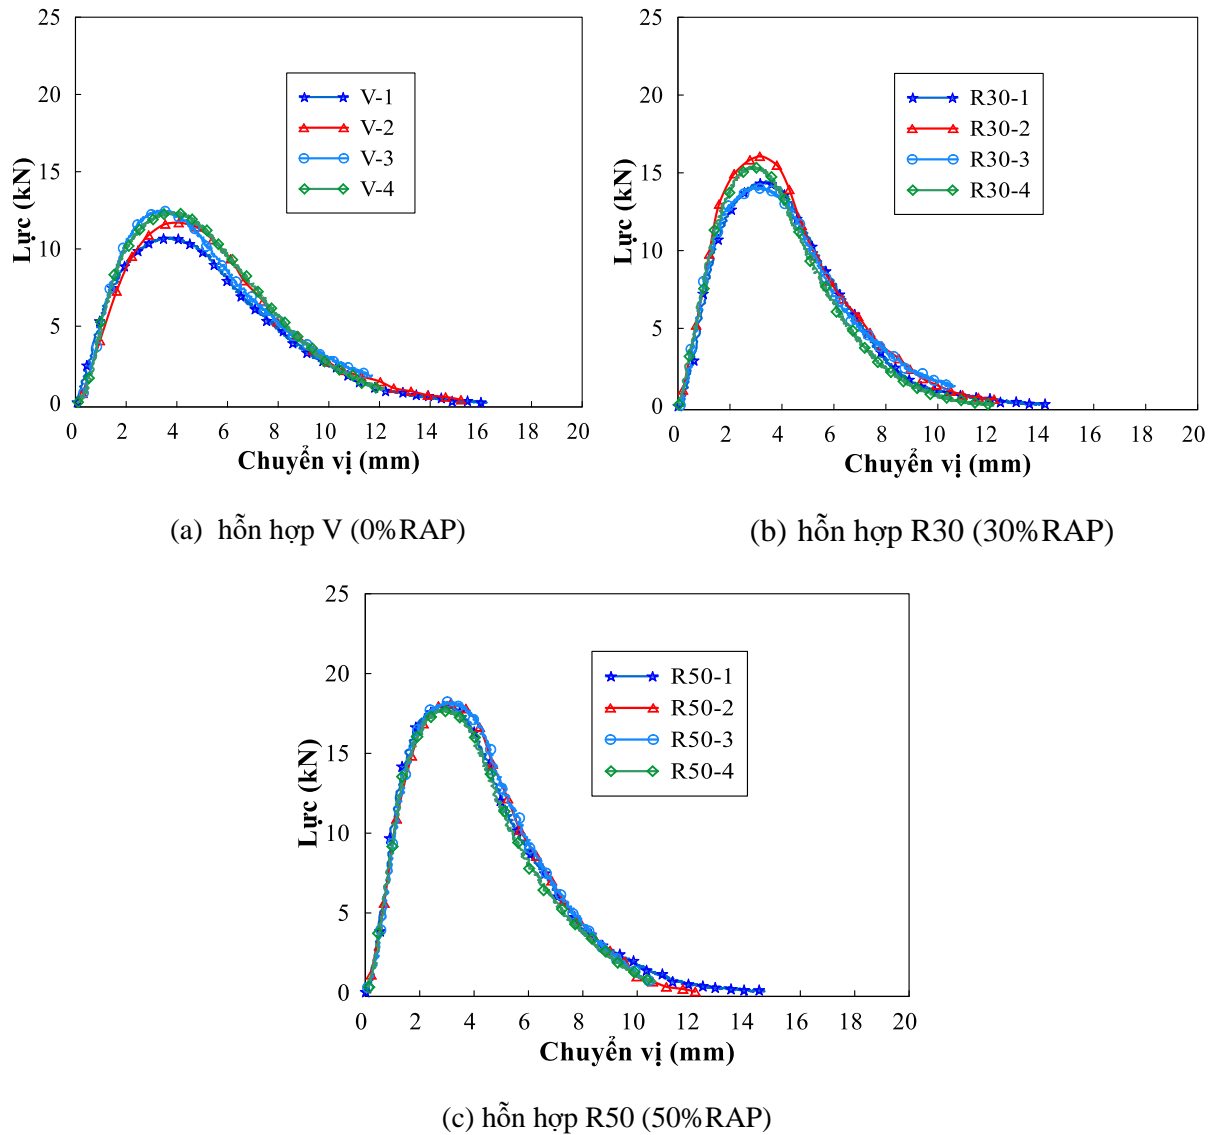 25
20
15
10
5
0
Lực (kN)
V-1
V-2
V-3
V-4
0 2 4 6 8 10 12 14 16 18 20
Chuyển vị (mm)
(a) hỗn hợp V (0%RAP)
25
20
15
10
5
0
Lực (kN)
R30-1
R30-2
R30-3
R30-4
0 2 4 6 8 10 12 14 16 18 20
Chuyển vị (mm)
(b) hỗn hợp R30 (30%RAP)
25
20
15
10
5
0
Lực (kN)
R50-1
R50-2
R50-3
R50-4
0 2 4 6 8 10 12 14 16 18 20
Chuyển vị (mm)
(c) hỗn hợp R50 (50%RAP)